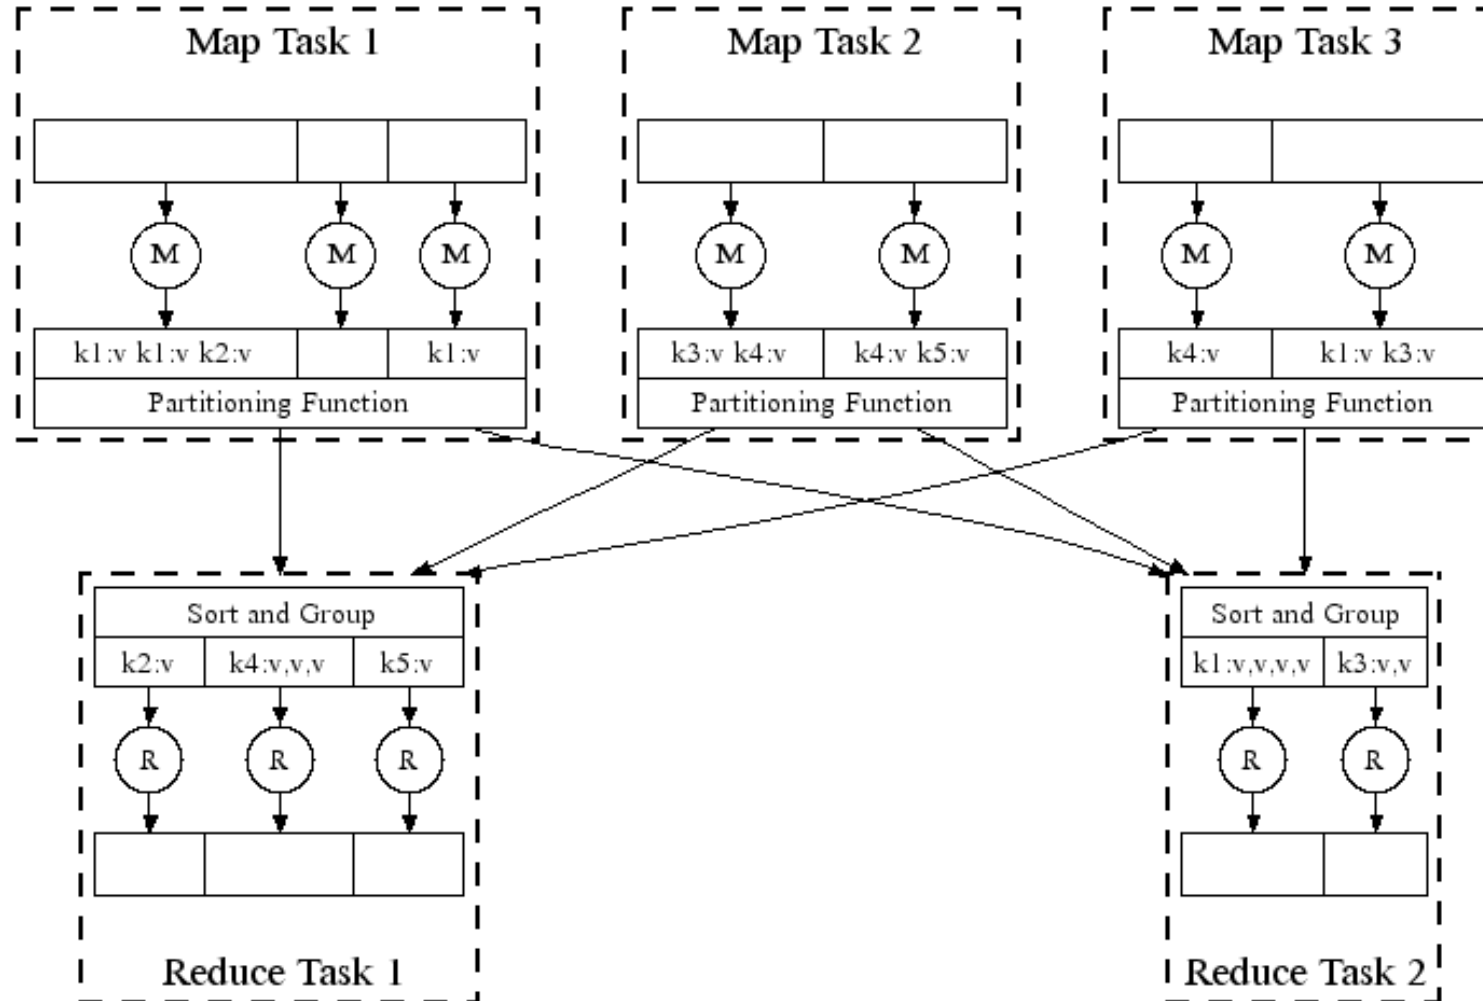 Map Task 1
Map Task 2
Map Task 3
M
M
M
M
M
M
M
k1:v k1:v k2:v
k1:v
k3:v k4:v
k4:v k5:v
k4:v
k1:v k3:v
Partitioning Function
Partitioning Function
Partitioning Function
Sort and Group
Sort and Group
k2:v
k4:v,v,v
k5:v
k1:v,v,v,v
k3:v,v
R
R
R
R
R
Reduce Task 1
Reduce Task 2